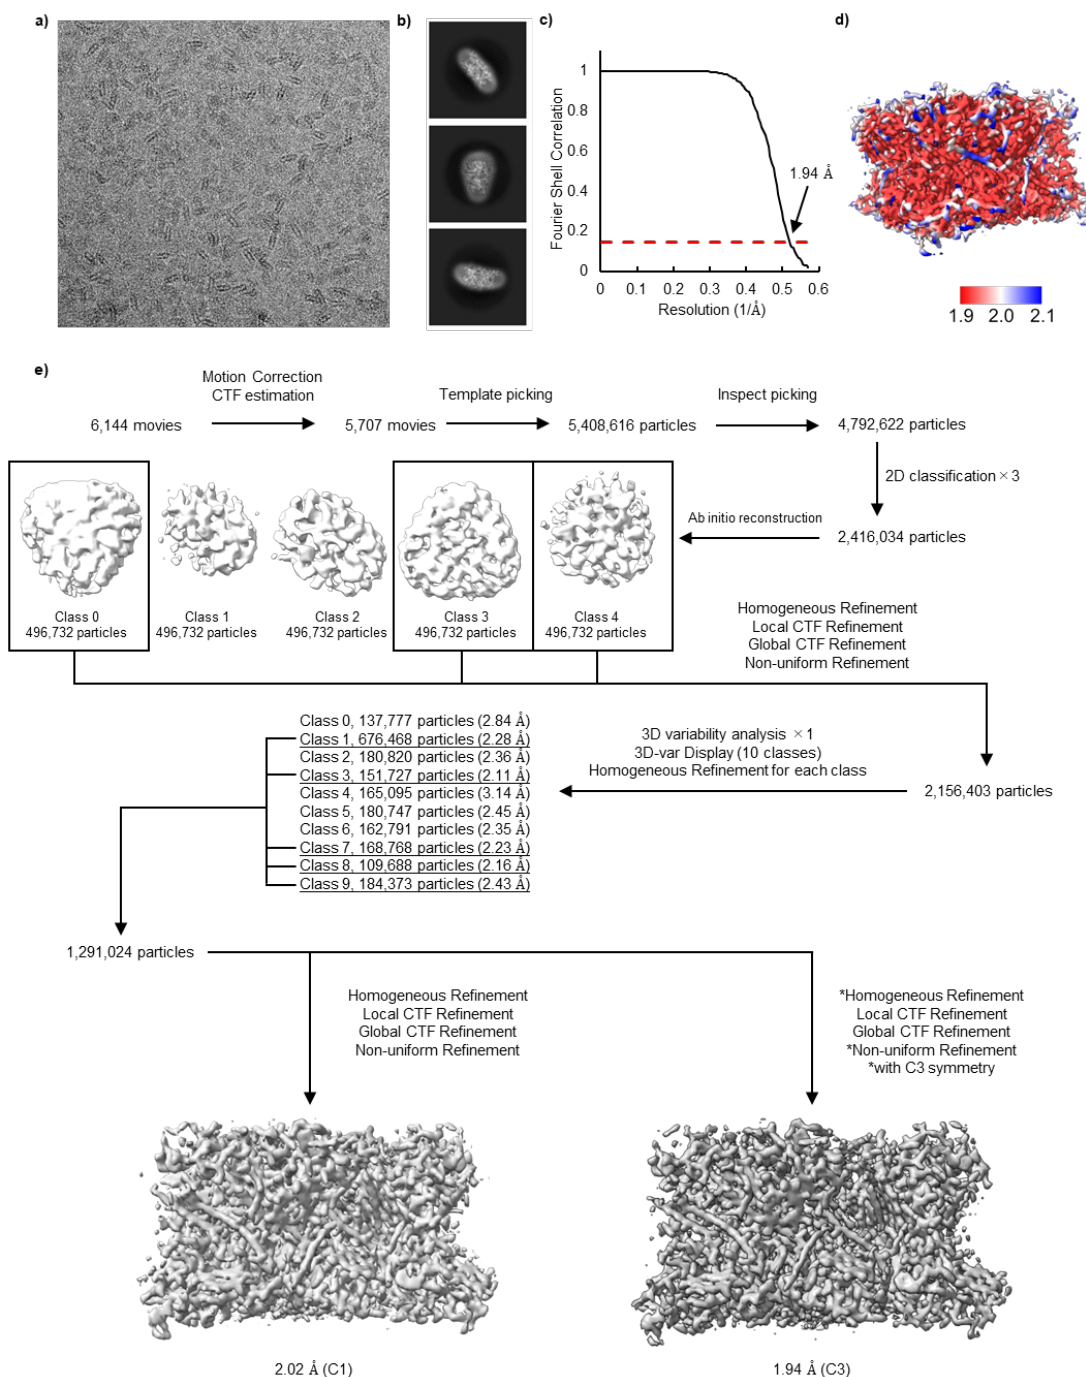 a)
b)
c)
d)
Fourier Shell Correlation
1
0.8
0.6
0.4
0.2
0
1.94 Å
0 0.1 0.2 0.3 0.4 0.5 0.6
Resolution (1/Å)
1.9 2.0 2.1
e)
Motion Correction
CTF estimation
Template picking
Inspect picking
6,144 movies
5,707 movies
5,408,616 particles
4,792,622 particles
2D classification × 3
Ab initio reconstruction
2,416,034 particles
Class 0
496,732 particles
Class 1
496,732 particles
Class 2
496,732 particles
Class 3
496,732 particles
Class 4
496,732 particles
Homogeneous Refinement
Local CTF Refinement
Global CTF Refinement
Non-uniform Refinement
Class 0, 137,777 particles (2.84 Å)
Class 1, 676,468 particles (2.28 Å)
Class 2, 180,820 particles (2.36 Å)
Class 3, 151,727 particles (2.11 Å)
Class 4, 165,095 particles (3.14 Å)
Class 5, 180,747 particles (2.45 Å)
Class 6, 162,791 particles (2.35 Å)
Class 7, 168,768 particles (2.23 Å)
Class 8, 109,688 particles (2.16 Å)
Class 9, 184,373 particles (2.43 Å)
3D variability analysis × 1
3D-var Display (10 classes)
Homogeneous Refinement for each class
2,156,403 particles
1,291,024 particles
Homogeneous Refinement
Local CTF Refinement
Global CTF Refinement
Non-uniform Refinement
*Homogeneous Refinement
Local CTF Refinement
Global CTF Refinement
*Non-uniform Refinement
*with C3 symmetry
2.02 Å (C1)
1.94 Å (C3)